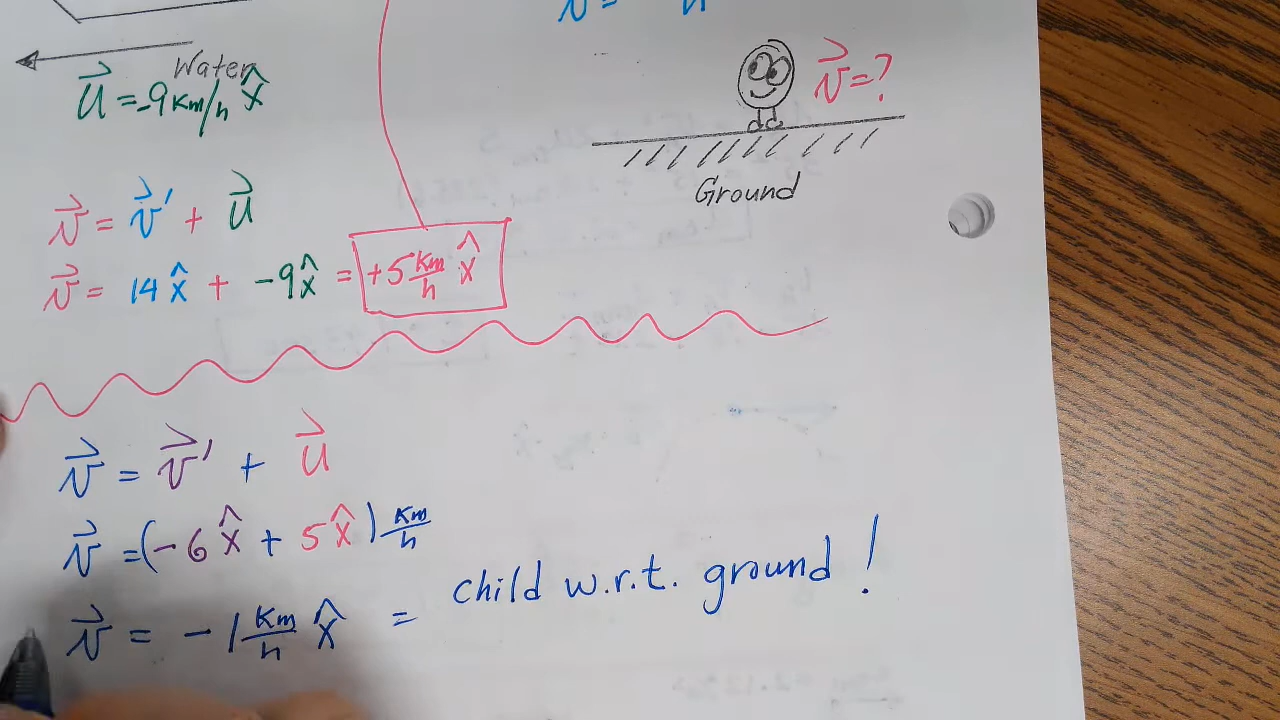 Water
u⃗ = -9 km/h x̂
v⃗ = ?
Ground
v⃗ = v⃗' + u⃗
v⃗ = 14 x̂ + -9 x̂ = +5 km/h x̂
v⃗ = v⃗' + u⃗
v⃗ = (-6 x̂ + 5 x̂) km/h
v⃗ = -1 km/h x̂ = child w.r.t. ground!